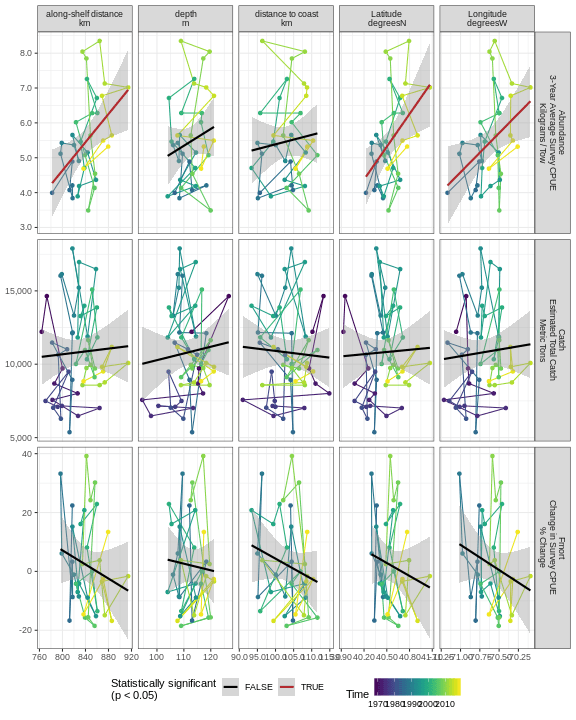 along-shelf distance
km
depth
m
distance to coast
km
Latitude
degreesN
Longitude
degreesW
8.0
7.0
6.0
5.0
4.0
3.0
Abundance
3-Year Average Survey CPUE
Kilograms / Tow
15,000
10,000
5,000
Catch
Estimated Total Catch
Metric Tons
40
20
0
-20
Fmort
Change in Survey CPUE
% Change
760 800 840 880 920
100 110 120
Statistically significant
(p < 0.05)
FALSE
TRUE
Time
1970 1980 1990 2000 2010